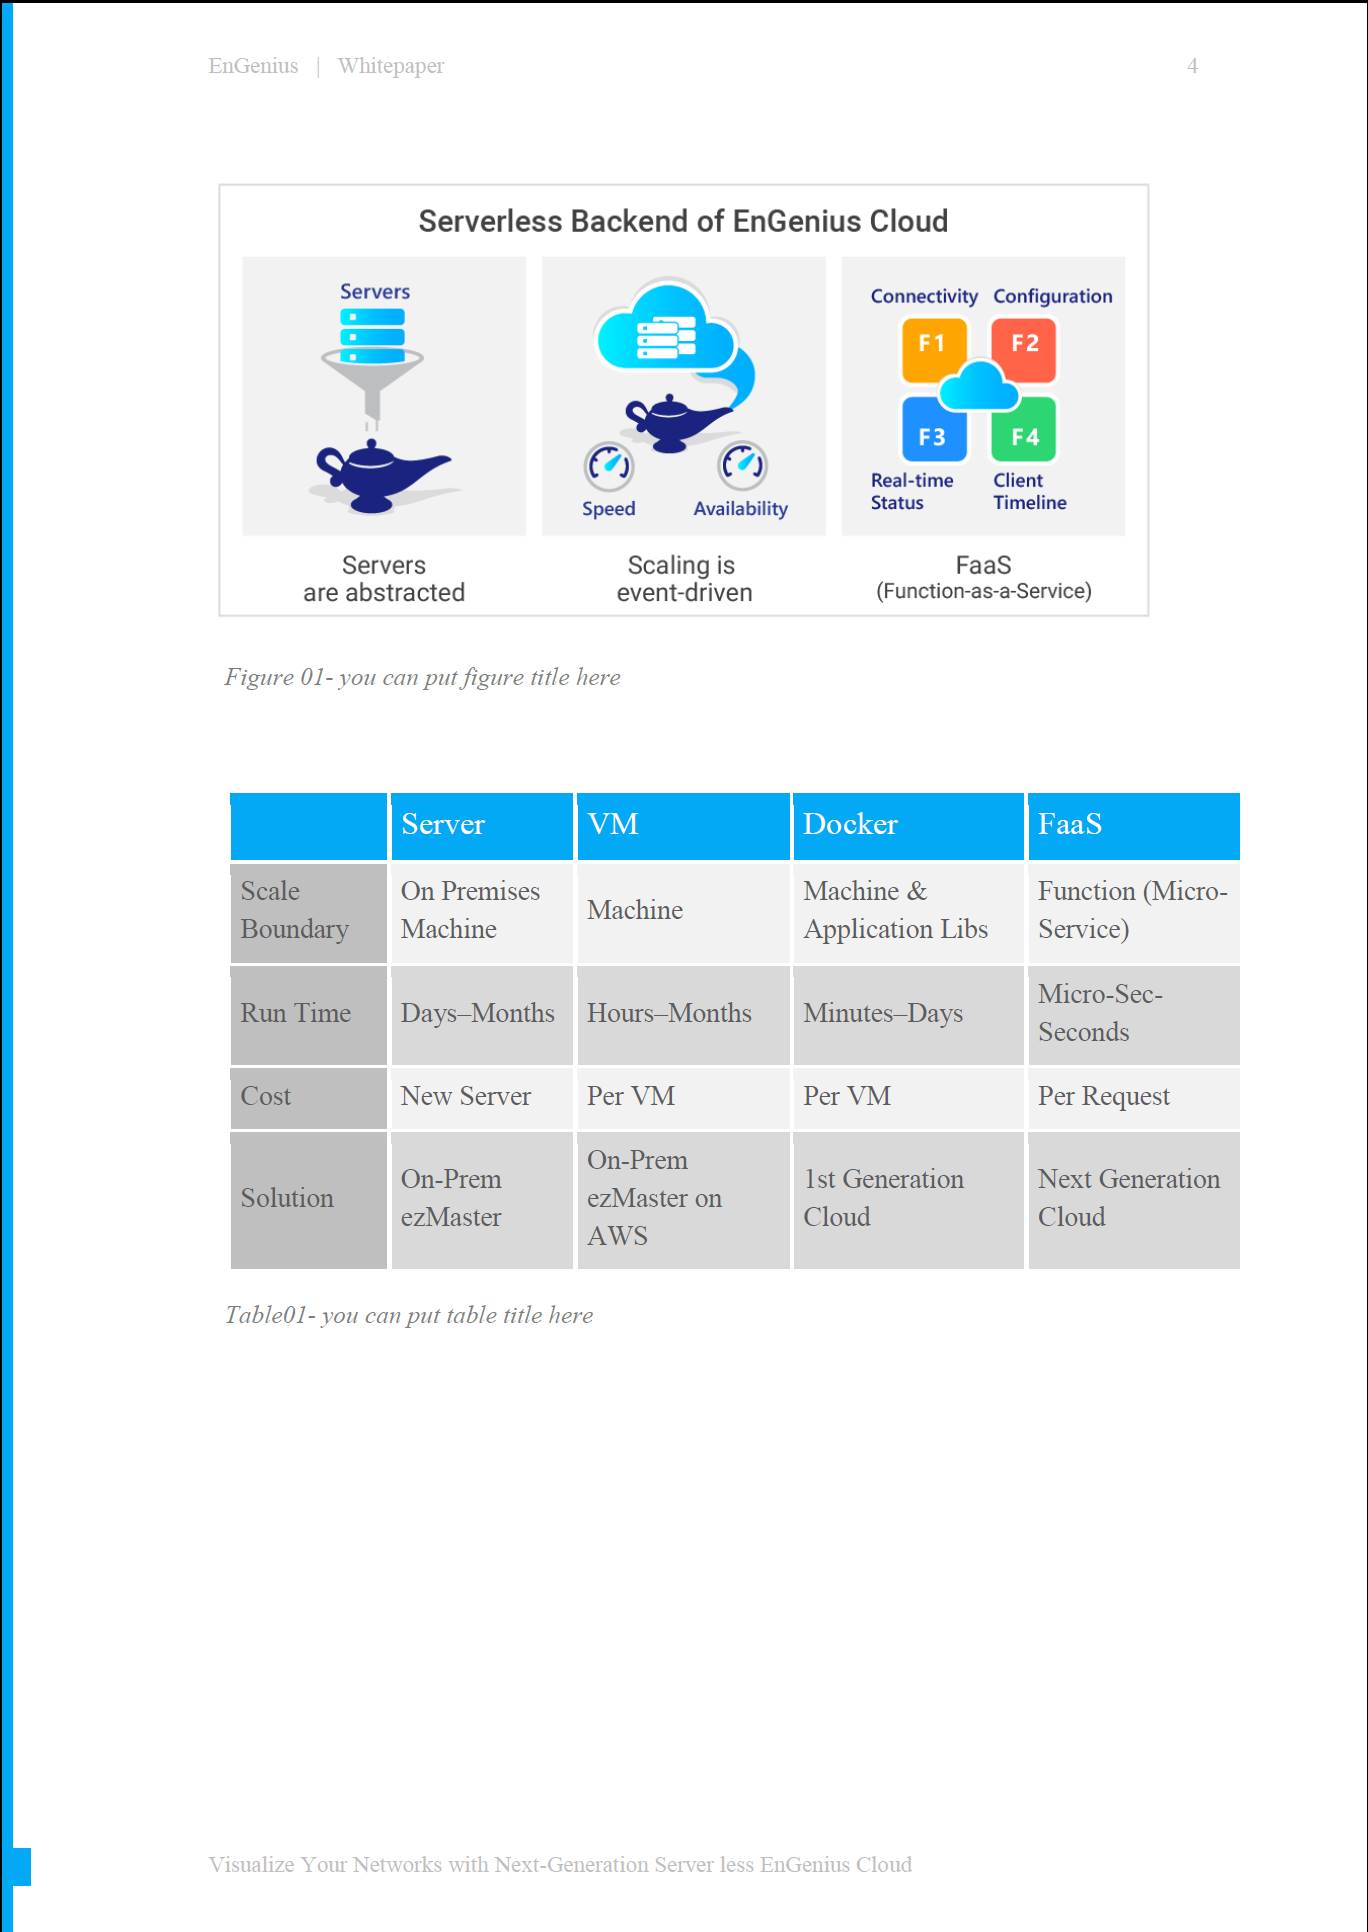 EnGenius | Whitepaper 4
Serverless Backend of EnGenius Cloud
Servers
Servers
are abstracted
Speed Availability
Scaling is
event-driven
Connectivity Configuration
F1 F2
F3 F4
Real-time Client
Status Timeline
FaaS
(Function-as-a-Service)
Figure 01- you can put figure title here
Server VM Docker FaaS
Scale
Boundary
On Premises
Machine
Machine
Machine &
Application Libs
Function (Micro-
Service)
Run Time
Days–Months
Hours–Months
Minutes–Days
Micro-Sec-
Seconds
Cost
New Server
Per VM
Per VM
Per Request
Solution
On-Prem
ezMaster
On-Prem
ezMaster on
AWS
1st Generation
Cloud
Next Generation
Cloud
Table01- you can put table title here
Visualize Your Networks with Next-Generation Server less EnGenius Cloud